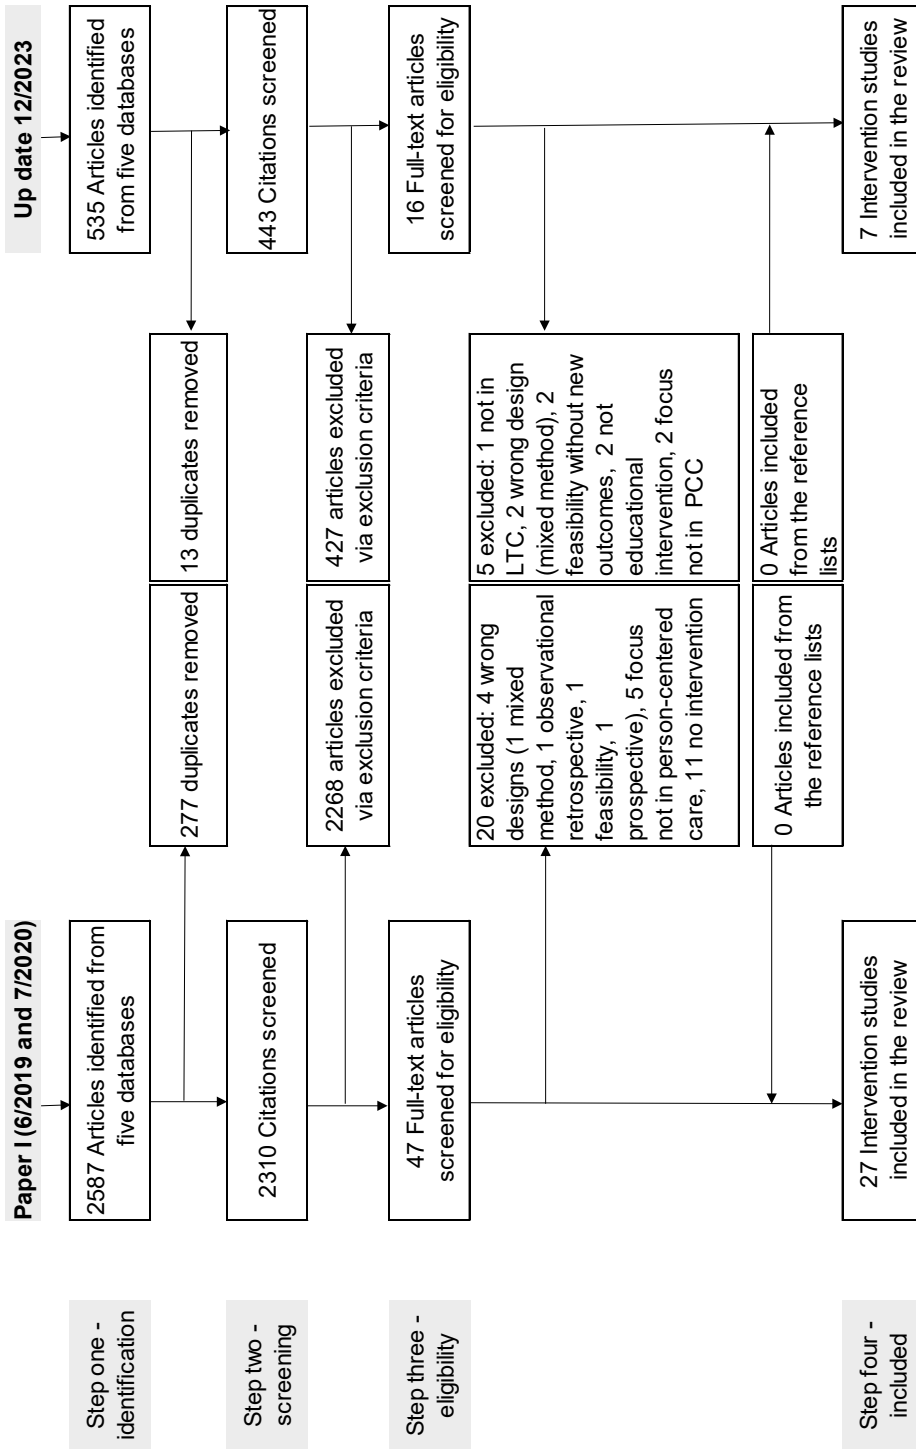 Paper I (6/2019 and 7/2020)
Up date 12/2023
Step one -
identification
2587 Articles identified from
five databases
277 duplicates removed
13 duplicates removed
535 Articles identified
from five databases
Step two -
screening
2310 Citations screened
2268 articles excluded
via exclusion criteria
427 articles excluded
via exclusion criteria
443 Citations screened
Step three -
eligibility
47 Full-text articles
screened for eligibility
20 excluded: 4 wrong
designs (1 mixed
method, 1 observational
retrospective, 1
feasibility, 1
prospective), 5 focus
not in person-centered
care, 11 no intervention
5 excluded: 1 not in
LTC, 2 wrong design
(mixed method), 2
feasibility without new
outcomes, 2 not
educational
intervention, 2 focus
not in PCC
16 Full-text articles
screened for eligibility
0 Articles included from
the reference lists
0 Articles included
from the reference
lists
Step four -
included
27 Intervention studies
included in the review
7 Intervention studies
included in the review